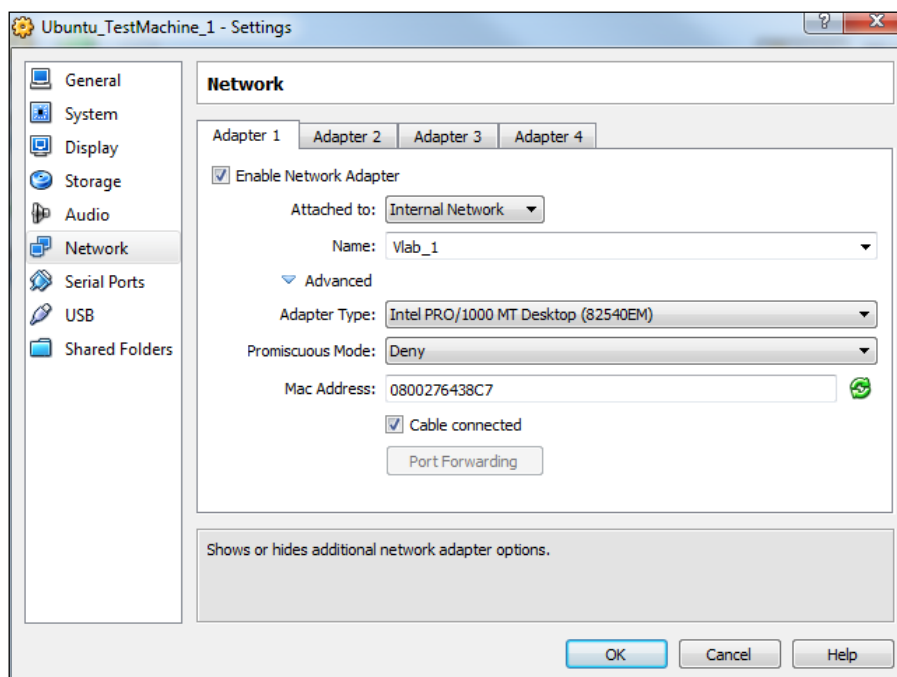 Ubuntu_TestMachine_1 - Settings
?
X
General
System
Display
Storage
Audio
Network
Serial Ports
USB
Shared Folders
Network
Adapter 1 Adapter 2 Adapter 3 Adapter 4
Enable Network Adapter
Attached to: Internal Network
Name: Vlab_1
Advanced
Adapter Type: Intel PRO/1000 MT Desktop (82540EM)
Promiscuous Mode: Deny
Mac Address: 0800276438C7
Cable connected
Port Forwarding
Shows or hides additional network adapter options.
OK Cancel Help